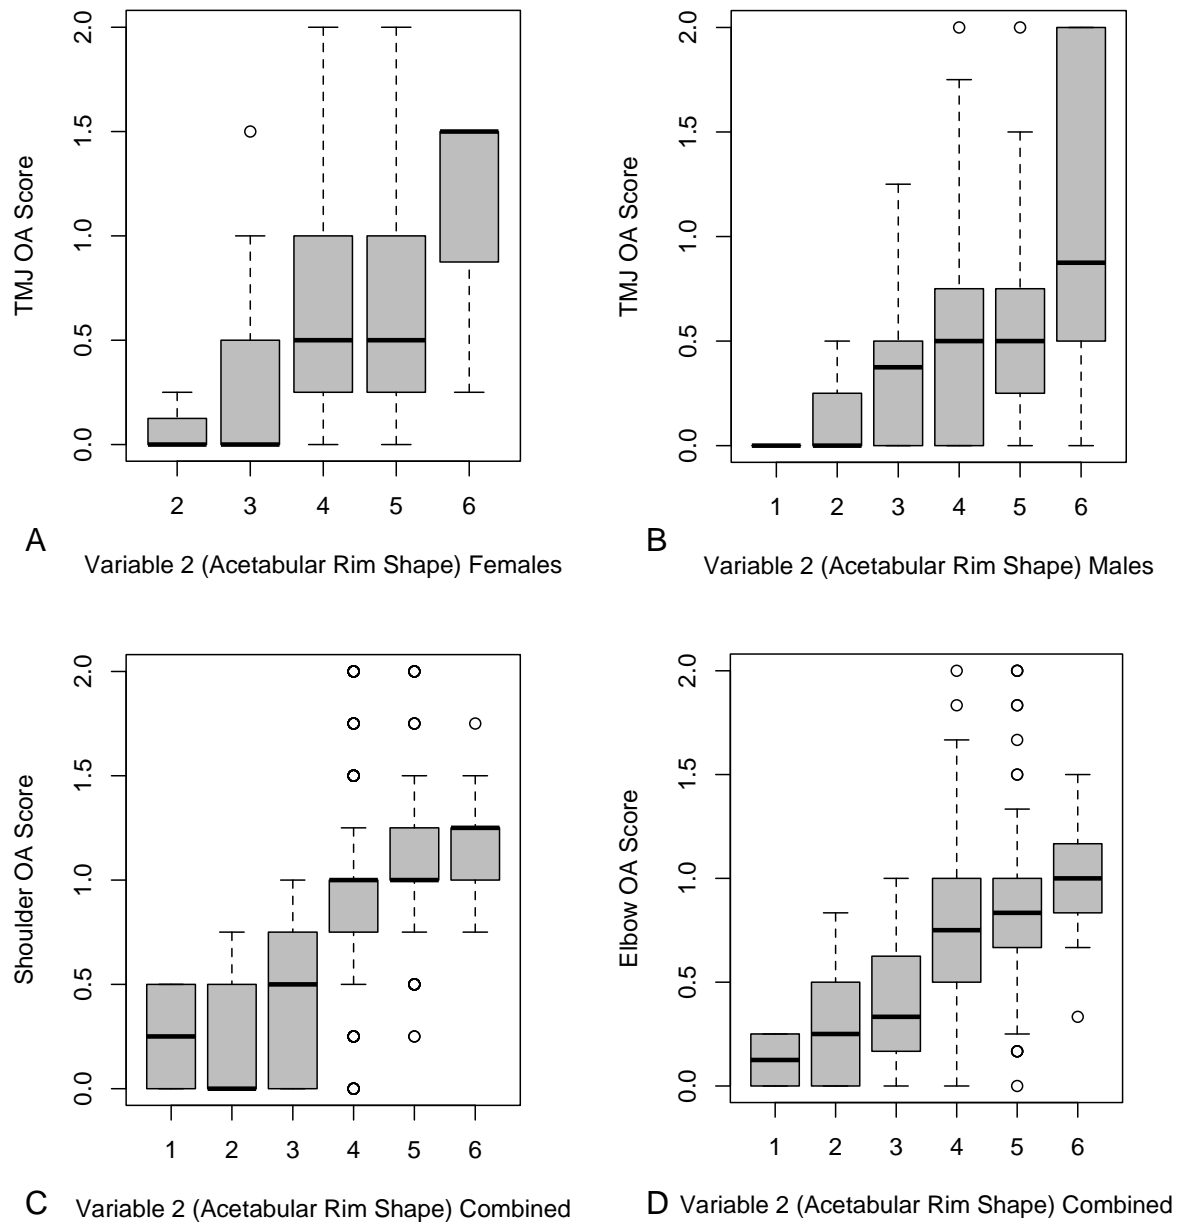 TMJ OA Score
2.0
1.5
1.0
0.5
0.0
2 3 4 5 6
A
Variable 2 (Acetabular Rim Shape) Females
TMJ OA Score
2.0
1.5
1.0
0.5
0.0
1 2 3 4 5 6
B
Variable 2 (Acetabular Rim Shape) Males
Shoulder OA Score
2.0
1.5
1.0
0.5
0.0
1 2 3 4 5 6
C
Variable 2 (Acetabular Rim Shape) Combined
Elbow OA Score
2.0
1.5
1.0
0.5
0.0
1 2 3 4 5 6
D
Variable 2 (Acetabular Rim Shape) Combined